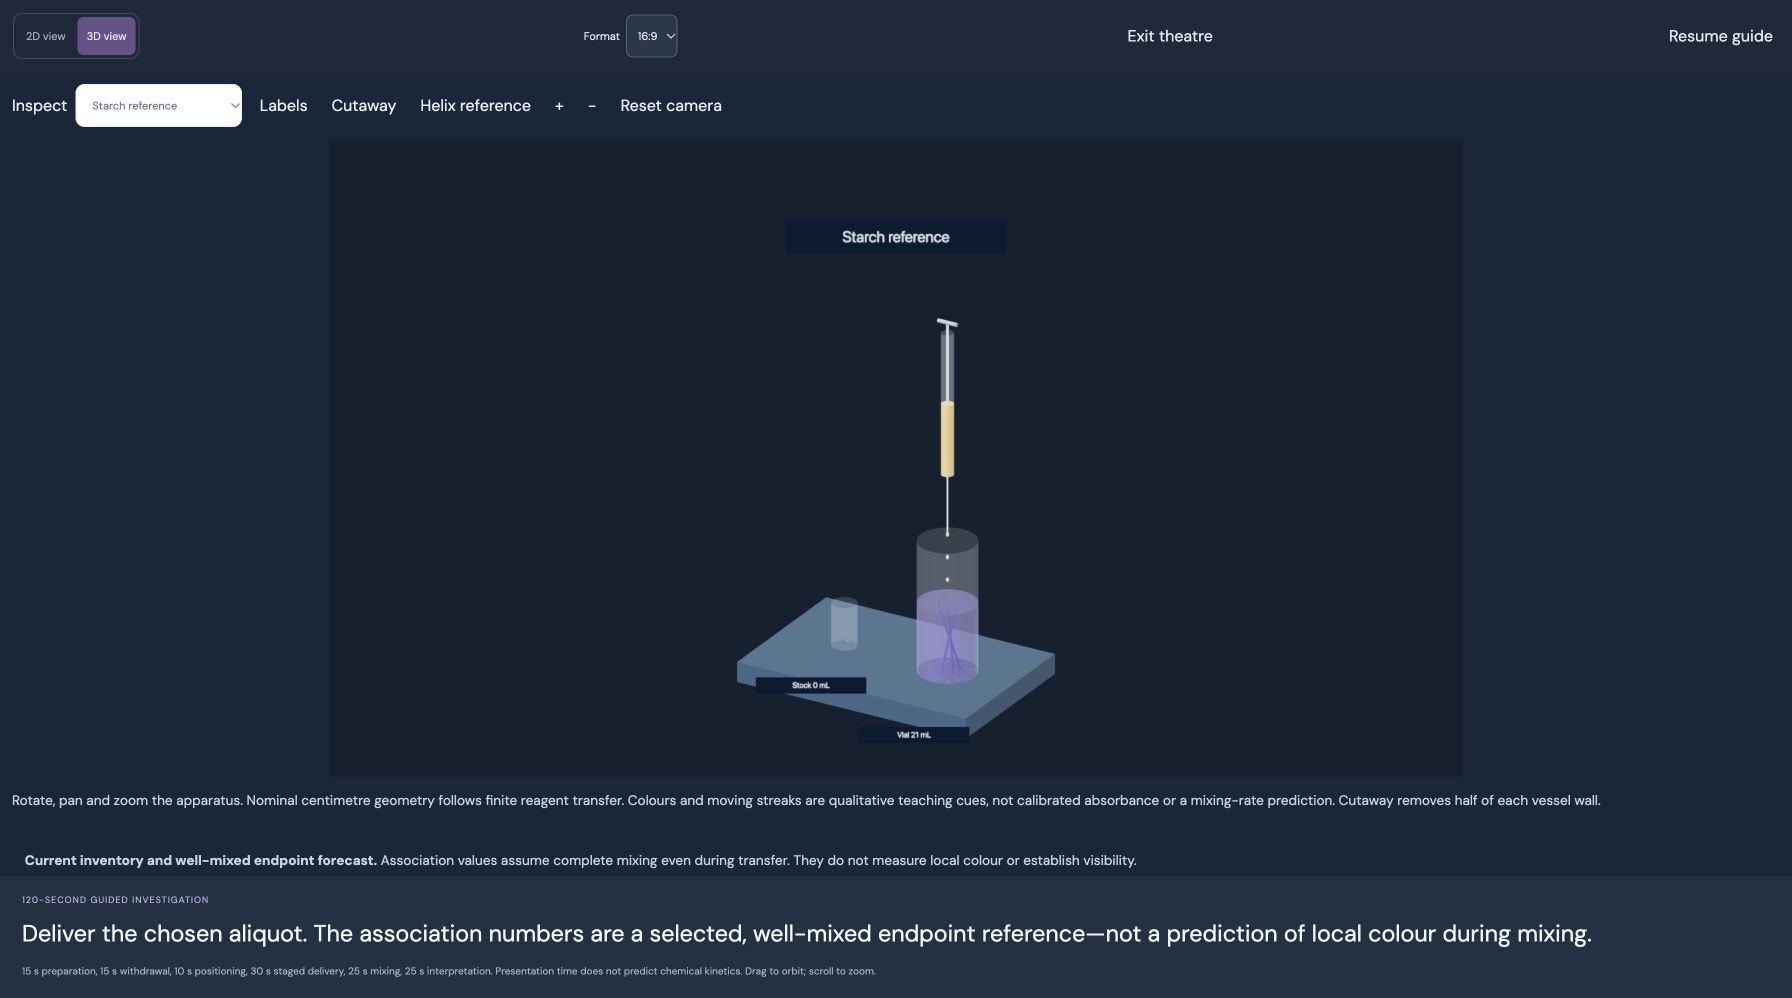 2D view
3D view
Format
16:9
Exit theatre
Resume guide
Inspect
Starch reference
Labels
Cutaway
Helix reference
+
-
Reset camera
Starch reference
Stock 0 mL
Vial 21 mL
Rotate, pan and zoom the apparatus. Nominal centimetre geometry follows finite reagent transfer. Colours and moving streaks are qualitative teaching cues, not calibrated absorbance or a mixing-rate prediction. Cutaway removes half of each vessel wall.
Current inventory and well-mixed endpoint forecast. Association values assume complete mixing even during transfer. They do not measure local colour or establish visibility.
120-SECOND GUIDED INVESTIGATION
Deliver the chosen aliquot. The association numbers are a selected, well-mixed endpoint reference—not a prediction of local colour during mixing.
15 s preparation, 15 s withdrawal, 10 s positioning, 30 s staged delivery, 25 s mixing, 25 s interpretation. Presentation time does not predict chemical kinetics. Drag to orbit; scroll to zoom.